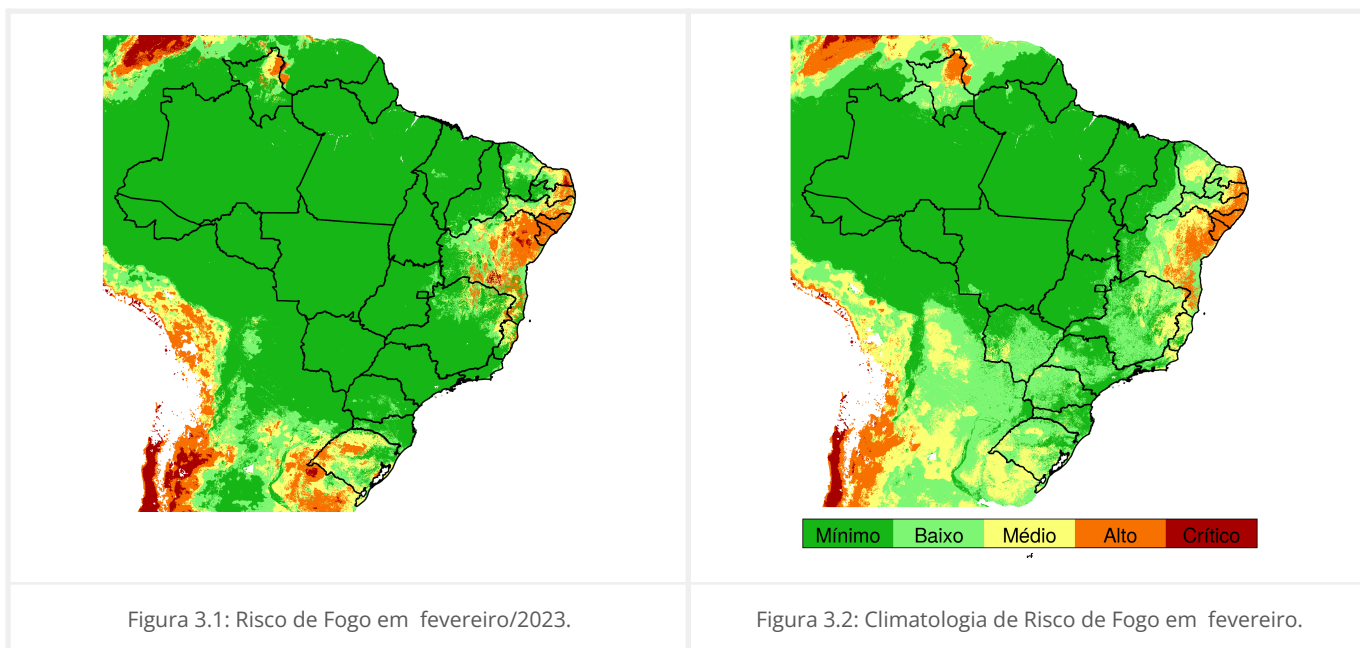 Mínimo Baixo Médio Alto Crítico
rf
Figura 3.1: Risco de Fogo em fevereiro/2023.
Figura 3.2: Climatologia de Risco de Fogo em fevereiro.